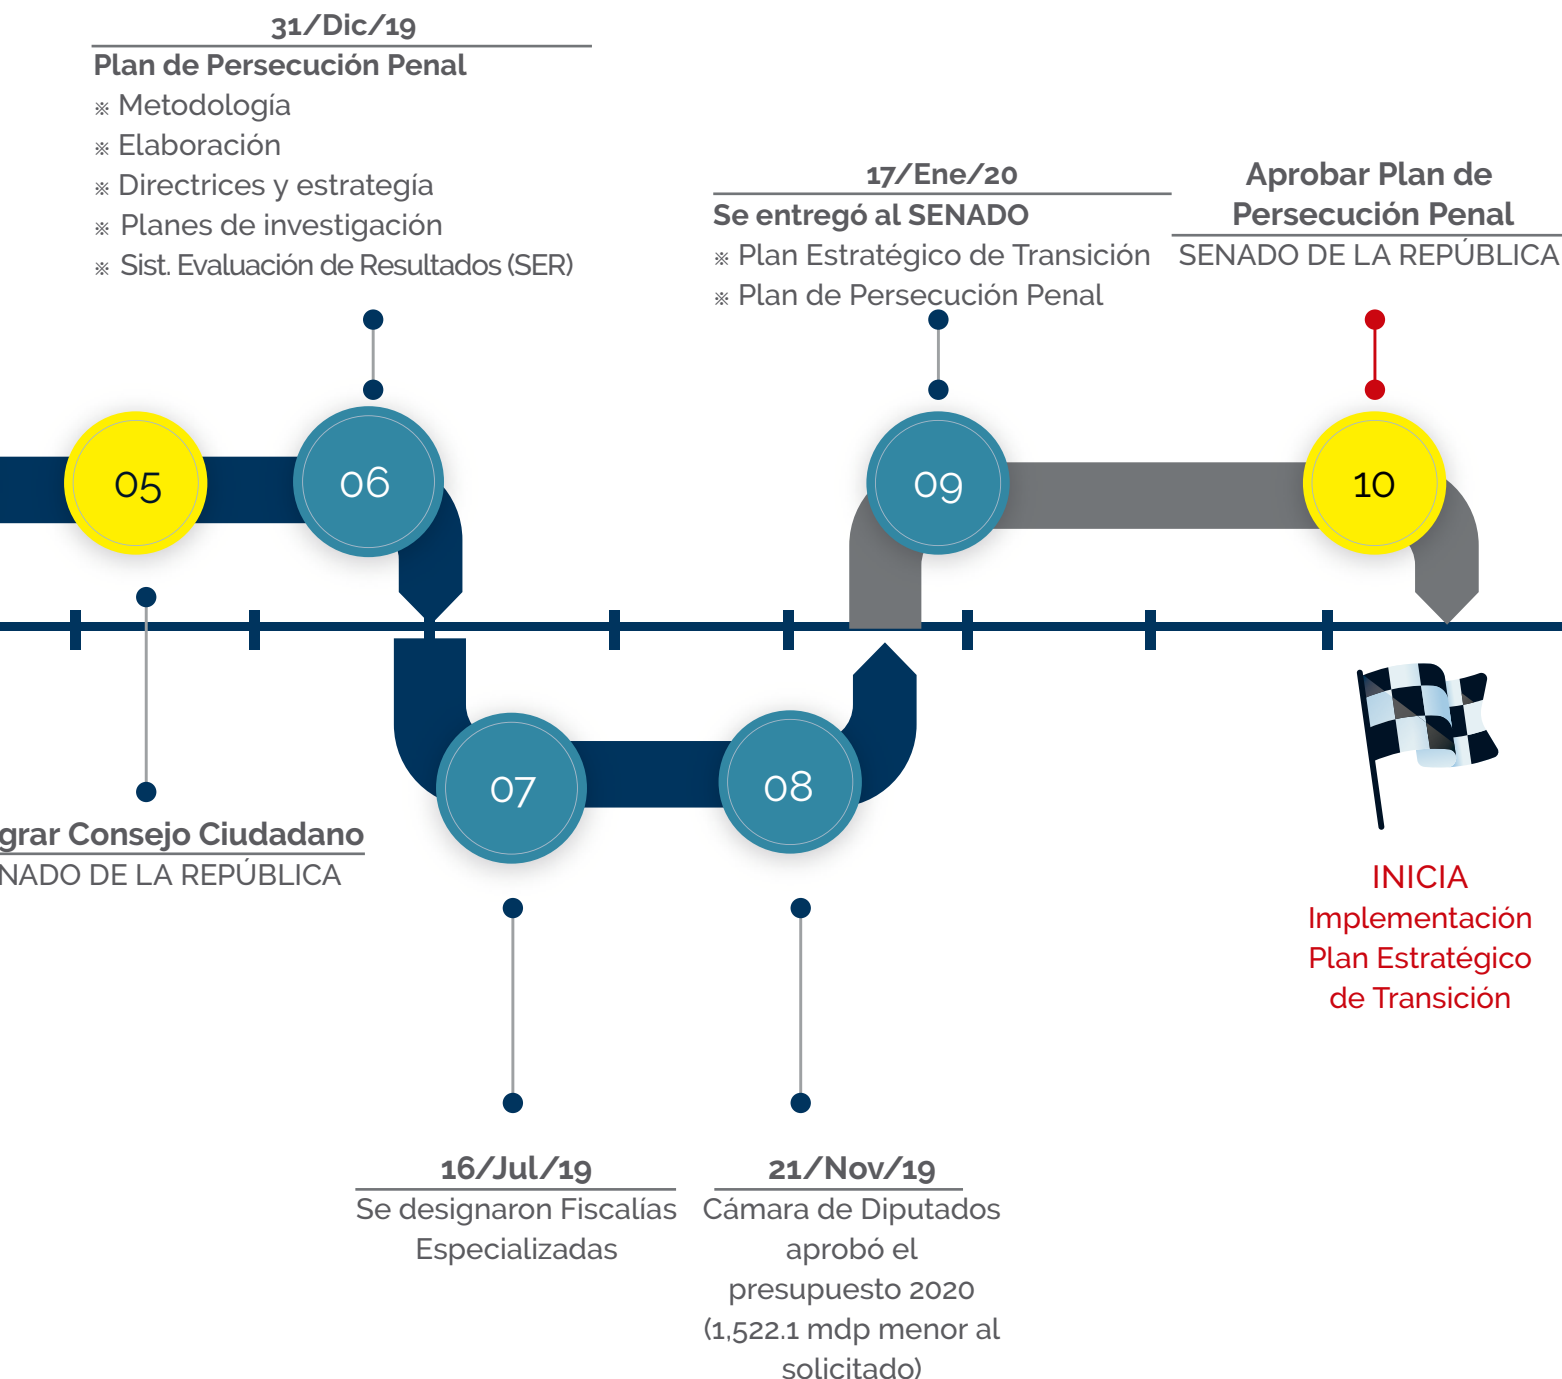 31/Dic/19
Plan de Persecución Penal
※ Metodología
※ Elaboración
※ Directrices y estrategía
※ Planes de investigación
※ Sist. Evaluación de Resultados (SER)
17/Ene/20
Se entregó al SENADO
※ Plan Estratégico de Transición
※ Plan de Persecución Penal
Aprobar Plan de
Persecución Penal
SENADO DE LA REPÚBLICA
05
06
09
10
07
08
grar Consejo Ciudadano
NADO DE LA REPÚBLICA
INICIA
Implementación
Plan Estratégico
de Transición
16/Jul/19
Se designaron Fiscalías
Especializadas
21/Nov/19
Cámara de Diputados
aprobó el
presupuesto 2020
(1,522.1 mdp menor al
solicitado)